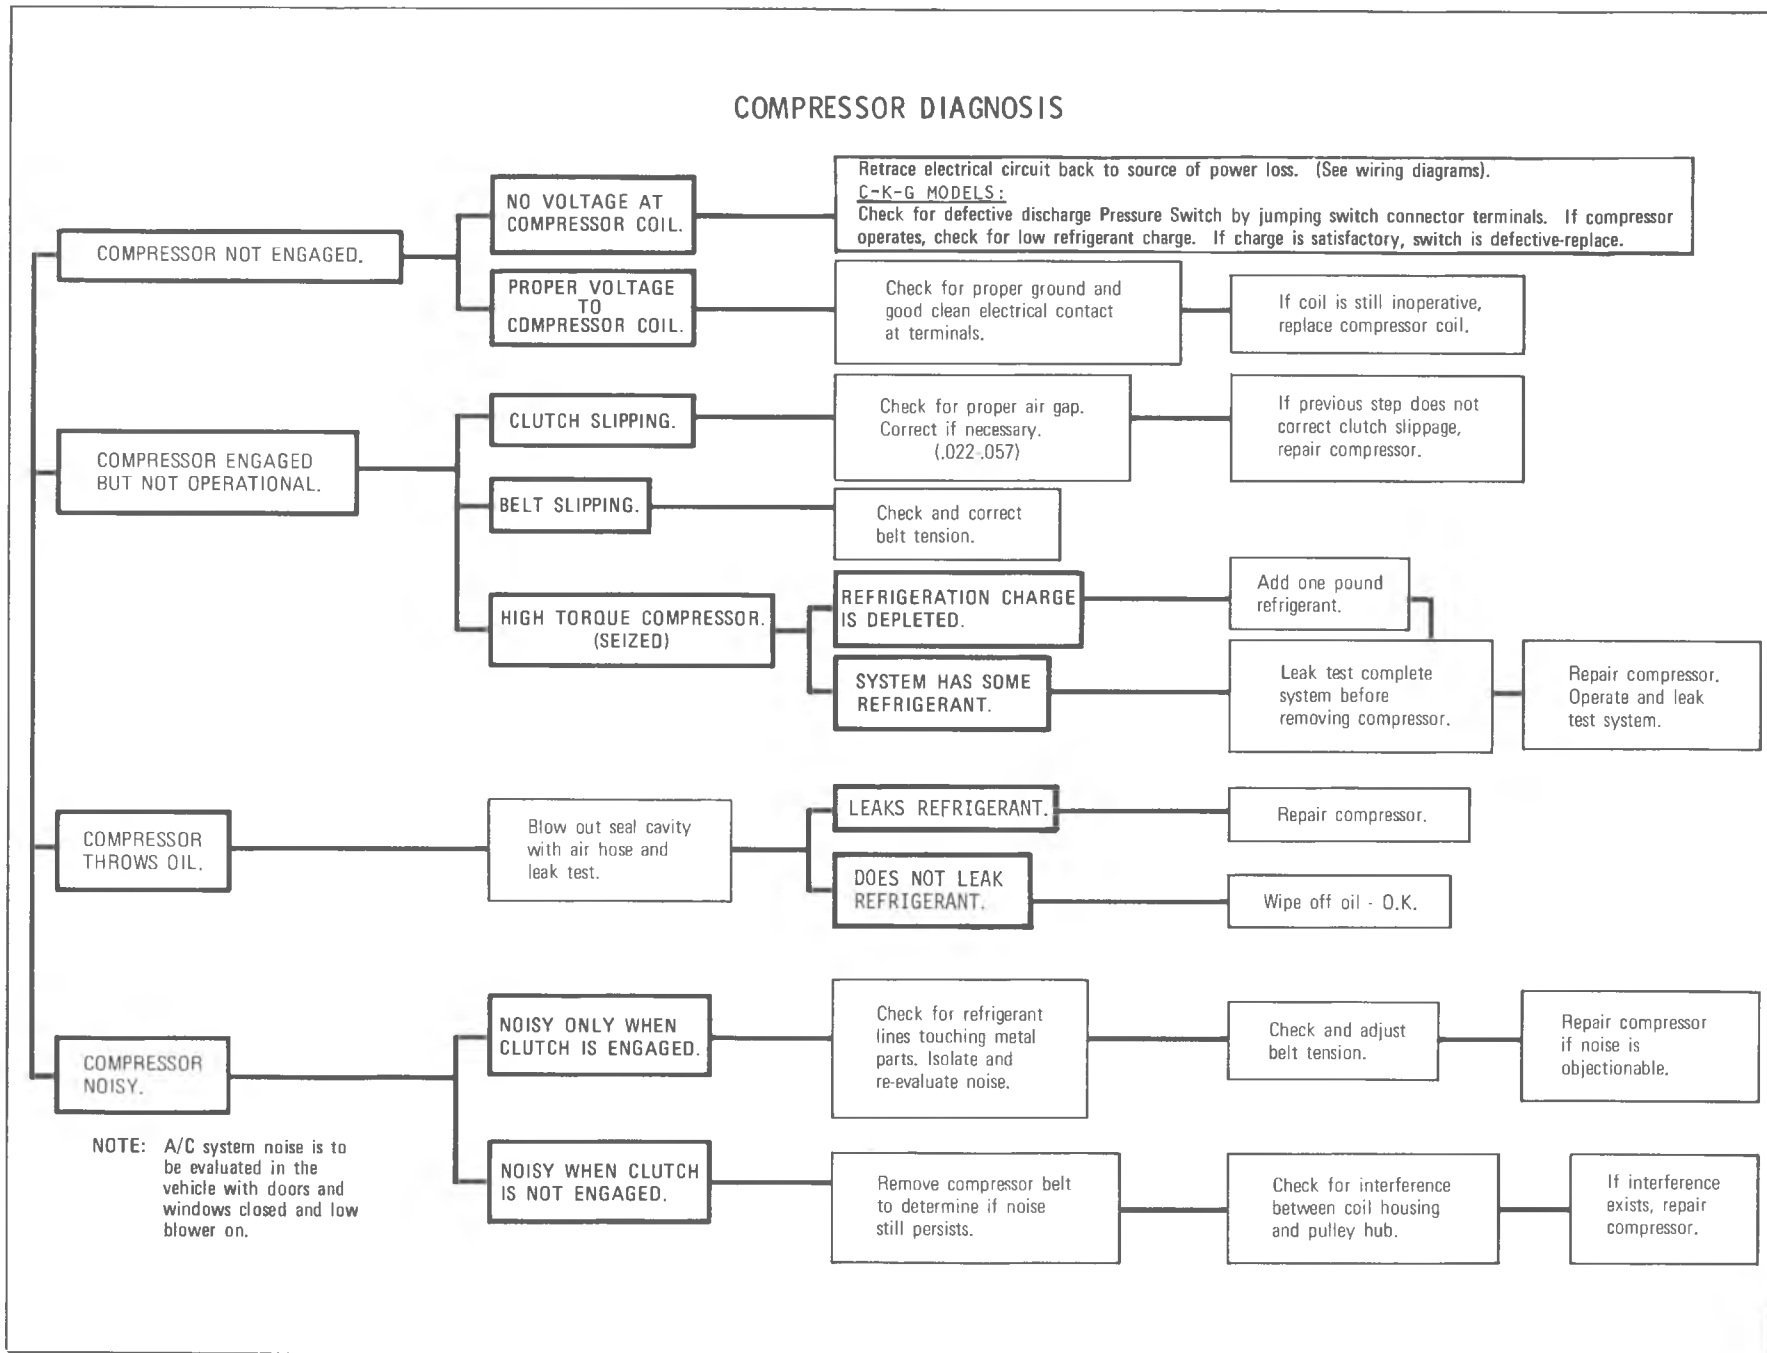 COMPRESSOR DIAGNOSIS
COMPRESSOR NOT ENGAGED.
NO VOLTAGE AT
COMPRESSOR COIL.
Retrace electrical circuit back to source of power loss. (See wiring diagrams).
C-K-G MODELS:
Check for defective discharge Pressure Switch by jumping switch connector terminals. If compressor
operates, check for low refrigerant charge. If charge is satisfactory, switch is defective-replace.
PROPER VOLTAGE
TO
COMPRESSOR COIL.
Check for proper ground and
good clean electrical contact
at terminals.
If coil is still inoperative,
replace compressor coil.
COMPRESSOR ENGAGED
BUT NOT OPERATIONAL.
CLUTCH SLIPPING.
Check for proper air gap.
Correct if necessary.
(.022-.057)
If previous step does not
correct clutch slippage,
repair compressor.
BELT SLIPPING.
Check and correct
belt tension.
HIGH TORQUE COMPRESSOR.
(SEIZED)
REFRIGERATION CHARGE
IS DEPLETED.
Add one pound
refrigerant.
SYSTEM HAS SOME
REFRIGERANT.
Leak test complete
system before
removing compressor.
Repair compressor.
Operate and leak
test system.
COMPRESSOR
THROWS OIL.
Blow out seal cavity
with air hose and
leak test.
LEAKS REFRIGERANT.
Repair compressor.
DOES NOT LEAK
REFRIGERANT.
Wipe off oil - O.K.
COMPRESSOR
NOISY.
NOISY ONLY WHEN
CLUTCH IS ENGAGED.
Check for refrigerant
lines touching metal
parts. Isolate and
re-evaluate noise.
Check and adjust
belt tension.
Repair compressor
if noise is
objectionable.
NOISY WHEN CLUTCH
IS NOT ENGAGED.
Remove compressor belt
to determine if noise
still persists.
Check for interference
between coil housing
and pulley hub.
If interference
exists, repair
compressor.
NOTE: A/C system noise is to
be evaluated in the
vehicle with doors and
windows closed and low
blower on.